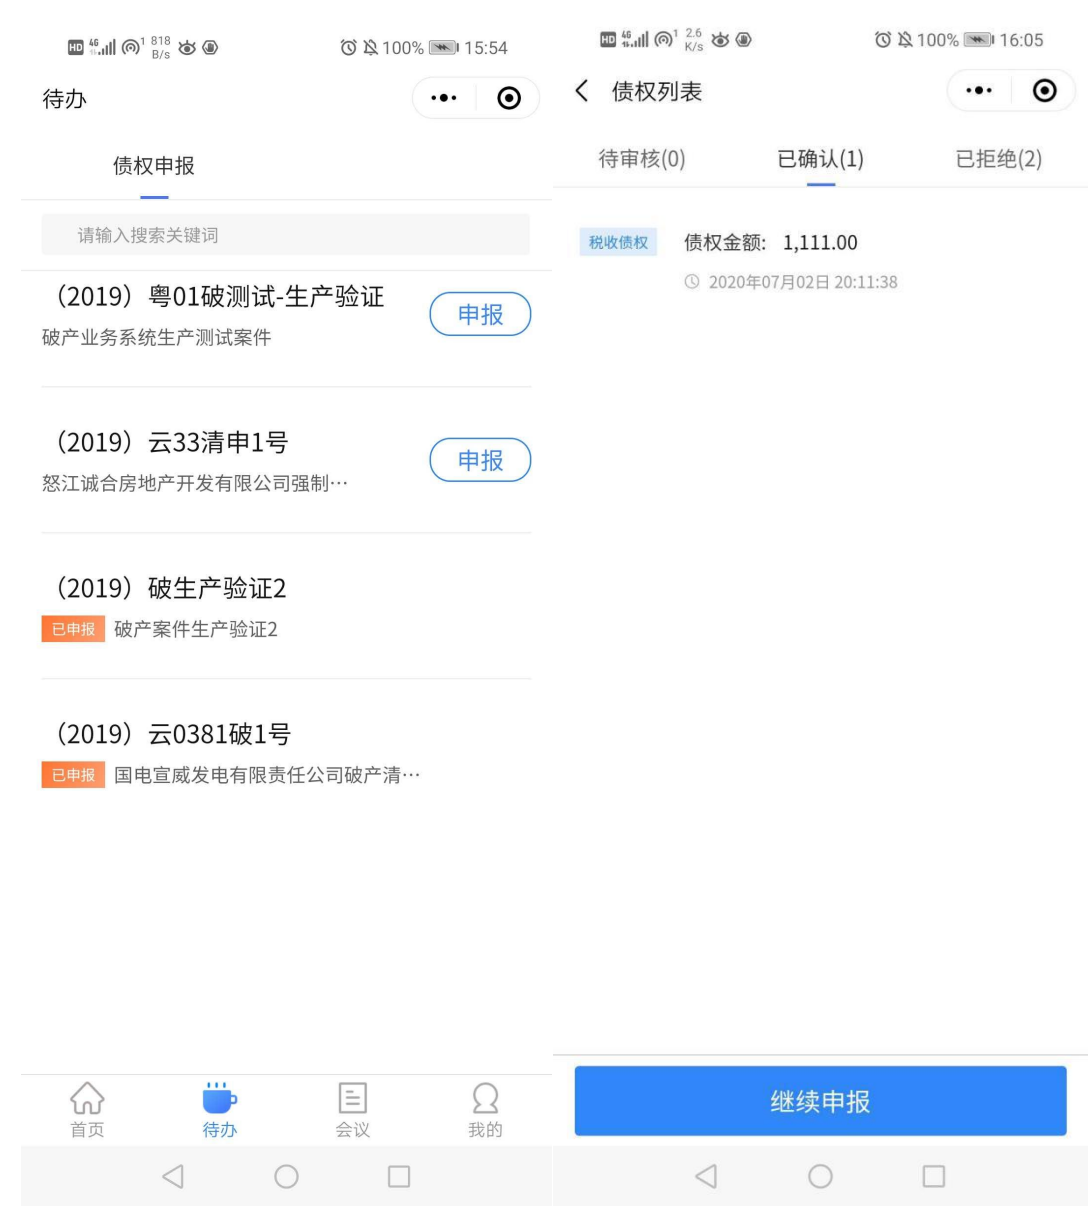 HD 46 818 B/s 100% 15:54
待办
债权申报
请输入搜索关键词
（2019）粤01破测试-生产验证
申报
破产业务系统生产测试案件
（2019）云33清申1号
申报
怒江诚合房地产开发有限公司强制…
（2019）破生产验证2
已申报 破产案件生产验证2
（2019）云0381破1号
已申报 国电宣威发电有限责任公司破产清…
首页 待办 会议 我的
HD 46 2.6 K/s 100% 16:05
债权列表
待审核(0) 已确认(1) 已拒绝(2)
税收债权 债权金额: 1,111.00
2020年07月02日 20:11:38
继续申报